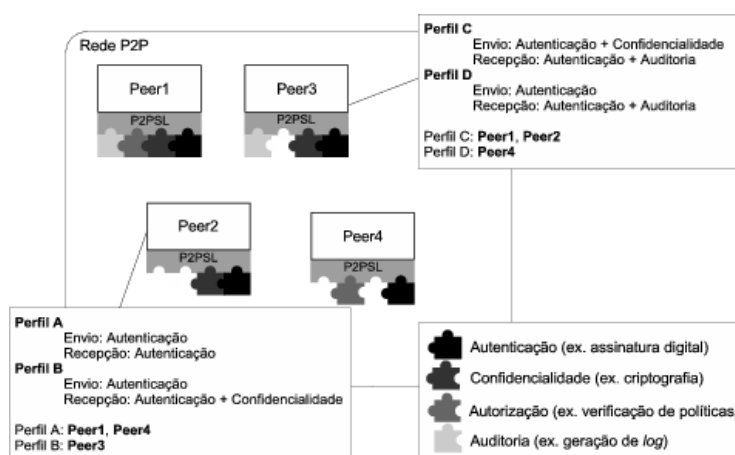 Rede P2P
Peer1
P2PSL
Peer3
P2PSL
Perfil C
Envio: Autenticação + Confidencialidade
Recepção: Autenticação + Auditoria
Perfil D
Envio: Autenticação
Recepção: Autenticação + Auditoria
Perfil C: Peer1, Peer2
Perfil D: Peer4
Peer2
P2PSL
Peer4
P2PSL
Perfil A
Envio: Autenticação
Recepção: Autenticação
Perfil B
Envio: Autenticação
Recepção: Autenticação + Confidencialidade
Perfil A: Peer1, Peer4
Perfil B: Peer3
Autenticação (ex. assinatura digital)
Confidencialidade (ex. criptografia)
Autorização (ex. verificação de políticas)
Auditoria (ex. geração de log)